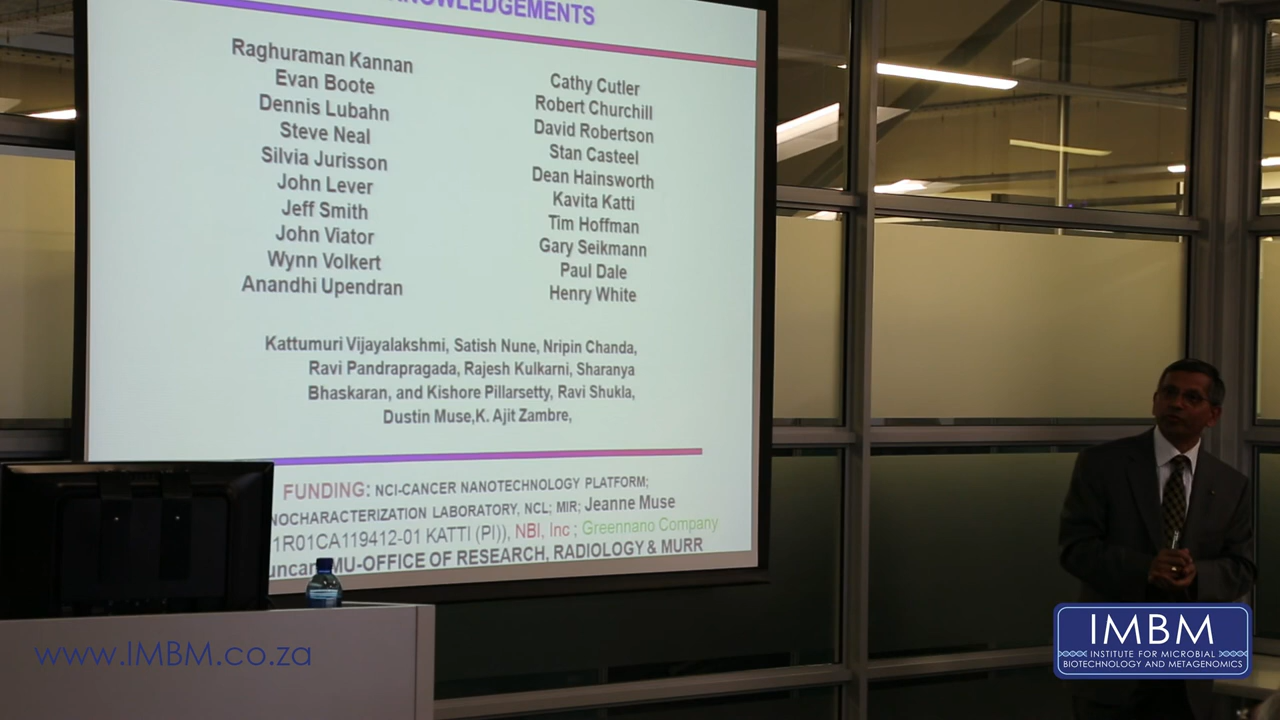 KNOWLEDGEMENTS
Raghuraman Kannan
Evan Boote
Dennis Lubahn
Steve Neal
Silvia Jurisson
John Lever
Jeff Smith
John Viator
Wynn Volkert
Anandhi Upendran
Cathy Cutler
Robert Churchill
David Robertson
Stan Casteel
Dean Hainsworth
Kavita Katti
Tim Hoffman
Gary Seikmann
Paul Dale
Henry White
Kattumuri Vijayalakshmi, Satish Nune, Nripin Chanda,
Ravi Pandrapragada, Rajesh Kulkarni, Sharanya
Bhaskaran, and Kishore Pillarsetty, Ravi Shukla,
Dustin Muse,K. Ajit Zambre,
FUNDING: NCI-CANCER NANOTECHNOLOGY PLATFORM;
NOCHARACTERIZATION LABORATORY, NCL; MIR; Jeanne Muse
1R01CA119412-01 KATTI (PI)), NBI, Inc ; Greennano Company
uncan MU-OFFICE OF RESEARCH, RADIOLOGY & MURR
www.IMBM.co.za
IMBM
INSTITUTE FOR MICROBIAL
BIOTECHNOLOGY AND METAGENOMICS